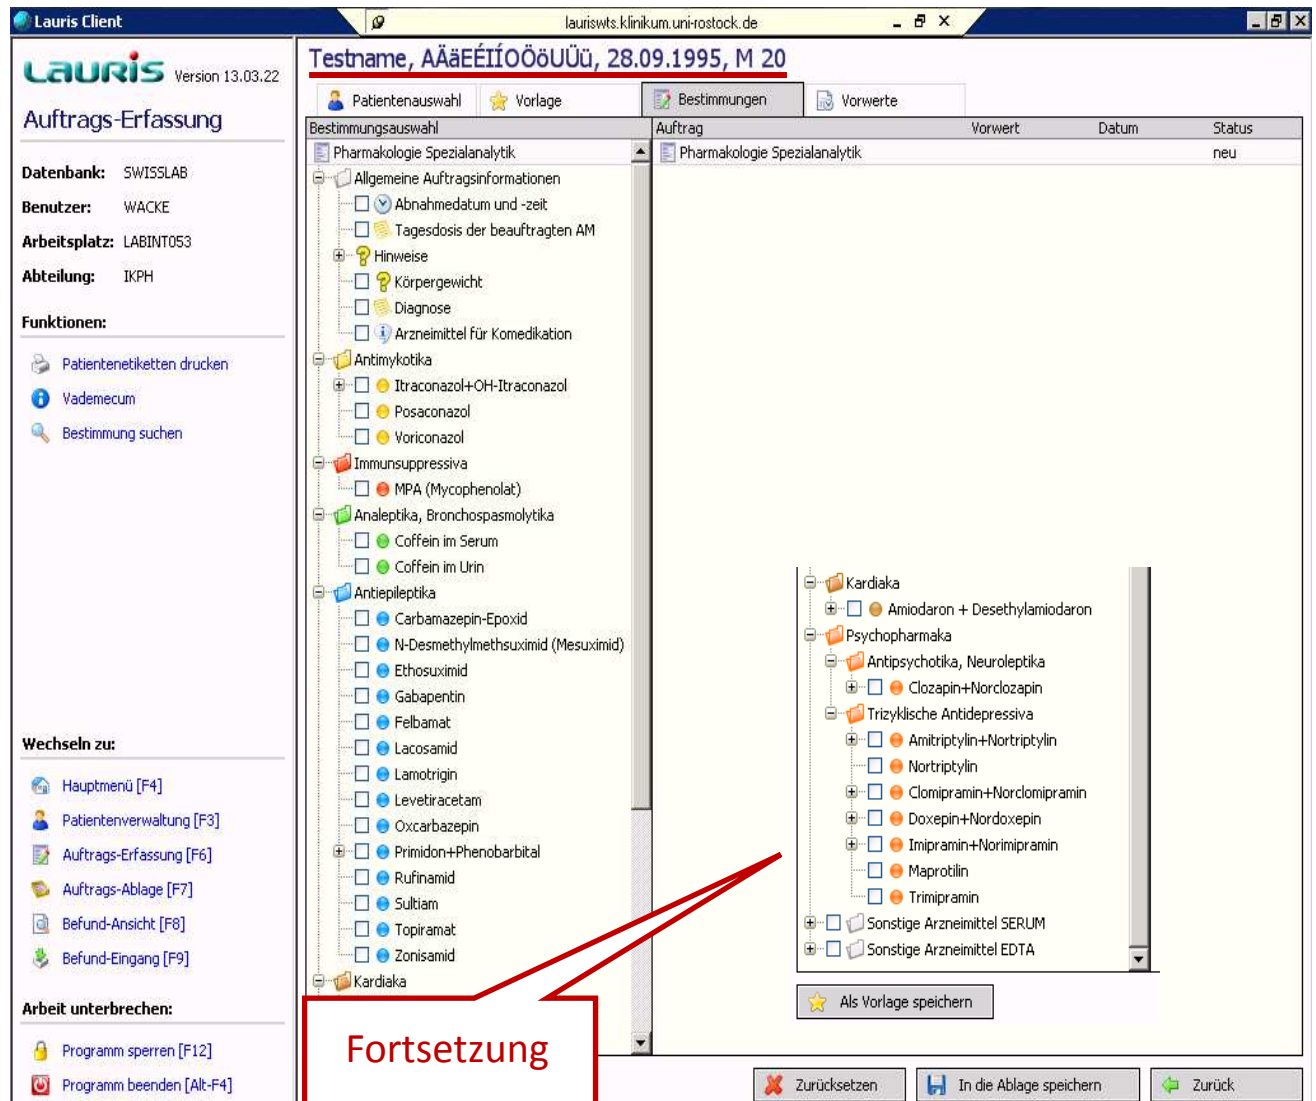 Lauris Client
lauriswts.klinikum.uni-rostock.de
Lauris Version 13.03.22
Auftrags-Erfassung
Datenbank: SWISSLAB
Benutzer: WACKE
Arbeitsplatz: LABINT053
Abteilung: IKPH
Funktionen:
Patientenetiketten drucken
Vademecum
Bestimmung suchen
Wechseln zu:
Hauptmenü [F4]
Patientenverwaltung [F3]
Auftrags-Erfassung [F6]
Auftrags-Ablage [F7]
Befund-Ansicht [F8]
Befund-Eingang [F9]
Arbeit unterbrechen:
Programm sperren [F12]
Programm beenden [Alt-F4]
Testname, AÄäEÉIÍOÖöUÜü, 28.09.1995, M 20
Patientenauswahl Vorlage Bestimmungen Vorwerte
Bestimmungsauswahl
Pharmakologie Spezialanalytik
Allgemeine Auftragsinformationen
Abnahmedatum und -zeit
Tagesdosis der beauftragten AM
Hinweise
Körpergewicht
Diagnose
Arzneimittel für Komedikation
Antimykotika
Itraconazol+OH-Itraconazol
Posaconazol
Voriconazol
Immunsuppressiva
MPA (Mycophenolat)
Analeptika, Bronchospasmolytika
Coffein im Serum
Coffein im Urin
Antiepileptika
Carbamazepin-Epoxid
N-Desmethylmethsuximid (Mesuximid)
Ethosuximid
Gabapentin
Felbamat
Lacosamid
Lamotrigin
Levetiracetam
Oxcarbazepin
Primidon+Phenobarbital
Rufinamid
Sultiam
Topiramat
Zonisamid
Kardiaka
Fortsetzung
Auftrag Vorwert Datum Status
Pharmakologie Spezialanalytik neu
Kardiaka
Amiodaron + Desethylamiodaron
Psychopharmaka
Antipsychotika, Neuroleptika
Clozapin+Norclozapin
Trizyklische Antidepressiva
Amitriptylin+Nortriptylin
Nortriptylin
Clomipramin+Norclomipramin
Doxepin+Nordoxepin
Imipramin+Norimipramin
Maprotilin
Trimipramin
Sonstige Arzneimittel SERUM
Sonstige Arzneimittel EDTA
Als Vorlage speichern
Zurücksetzen In die Ablage speichern Zurück